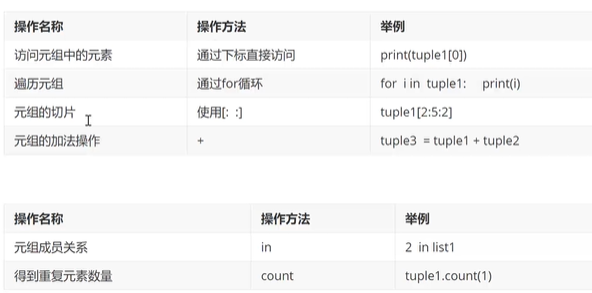 操作名称 操作方法 举例
访问元组中的元素 通过下标直接访问 print(tuple1[0])
遍历元组 通过for循环 for i in tuple1: print(i)
元组的切片 使用[: :] tuple1[2:5:2]
元组的加法操作 + tuple3 = tuple1 + tuple2
操作名称 操作方法 举例
元组成员关系 in 2 in list1
得到重复元素数量 count tuple1.count(1)